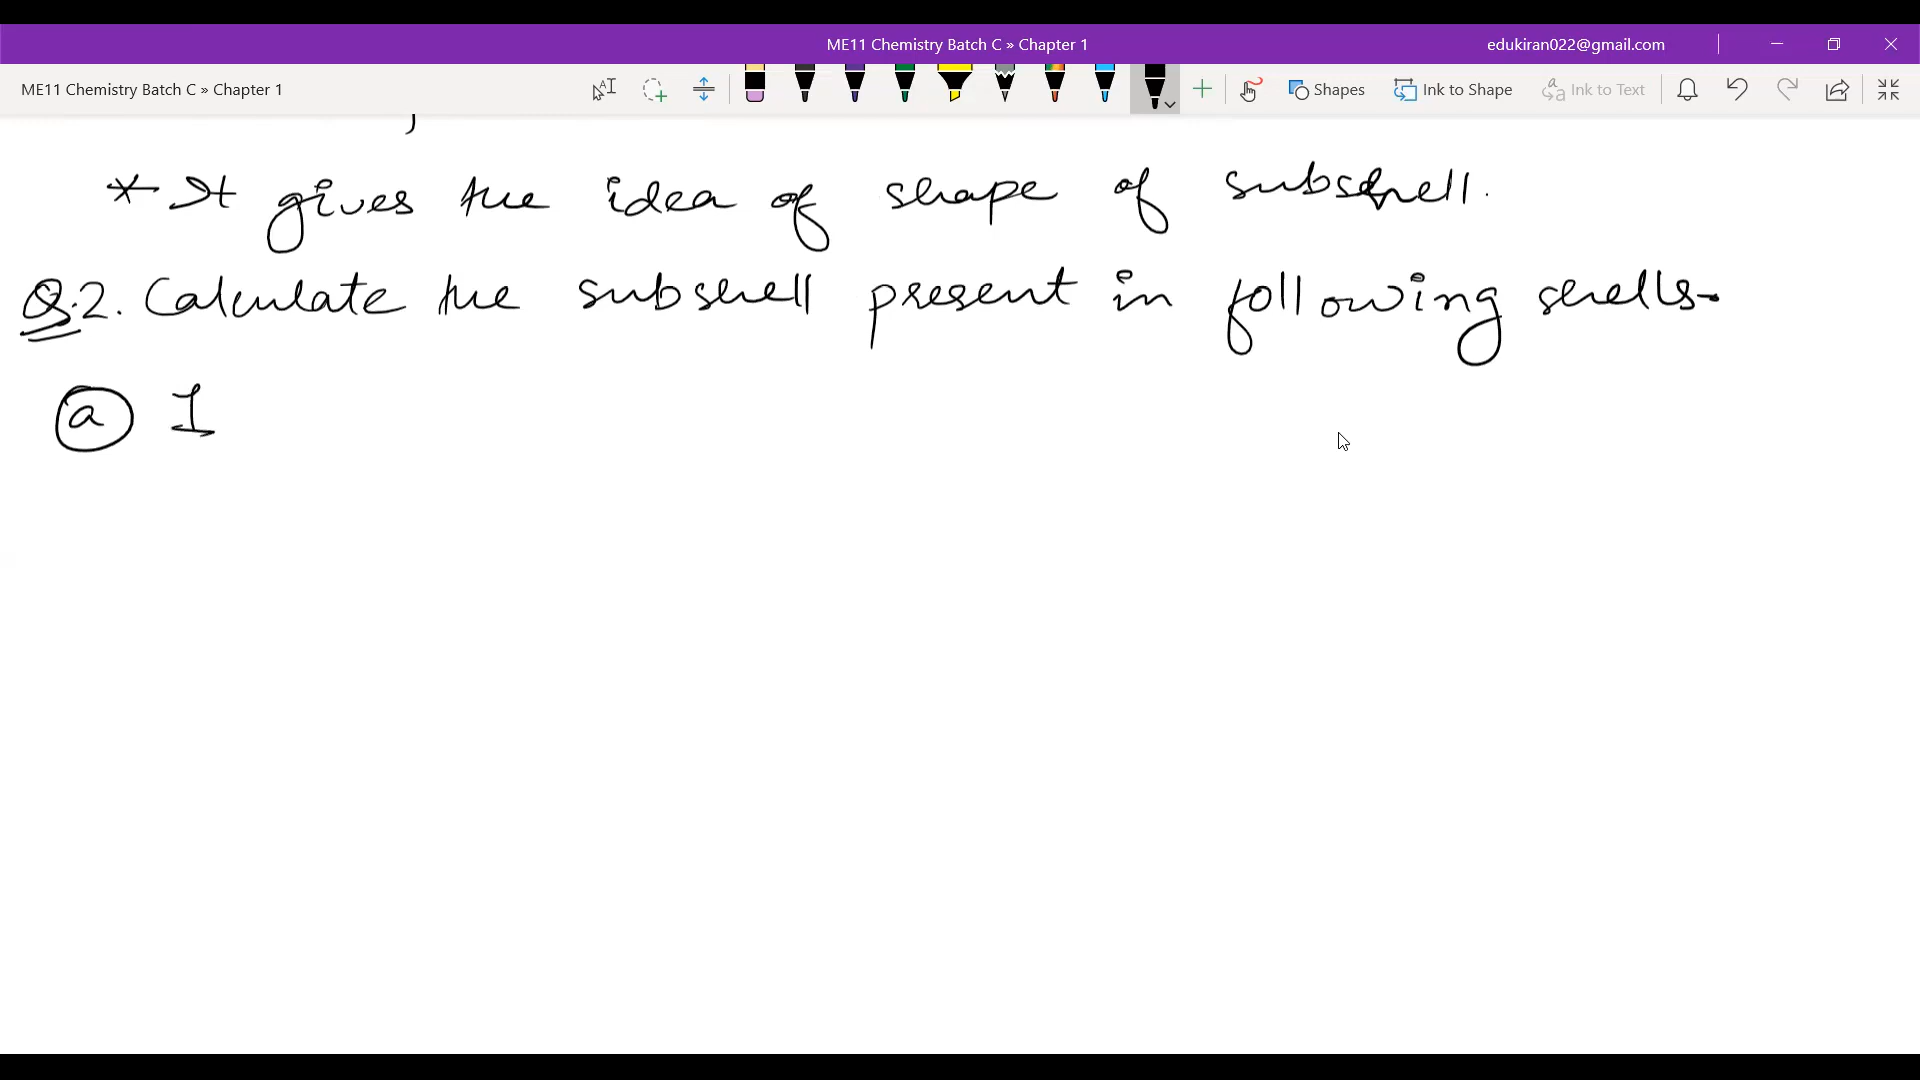 ME11 Chemistry Batch C » Chapter 1 edukiran022@gmail.com
ME11 Chemistry Batch C » Chapter 1 Shapes Ink to Shape Ink to Text
* It gives the idea of shape of subshell.
Q.2. Calculate the subshell present in following shells-
(a) I